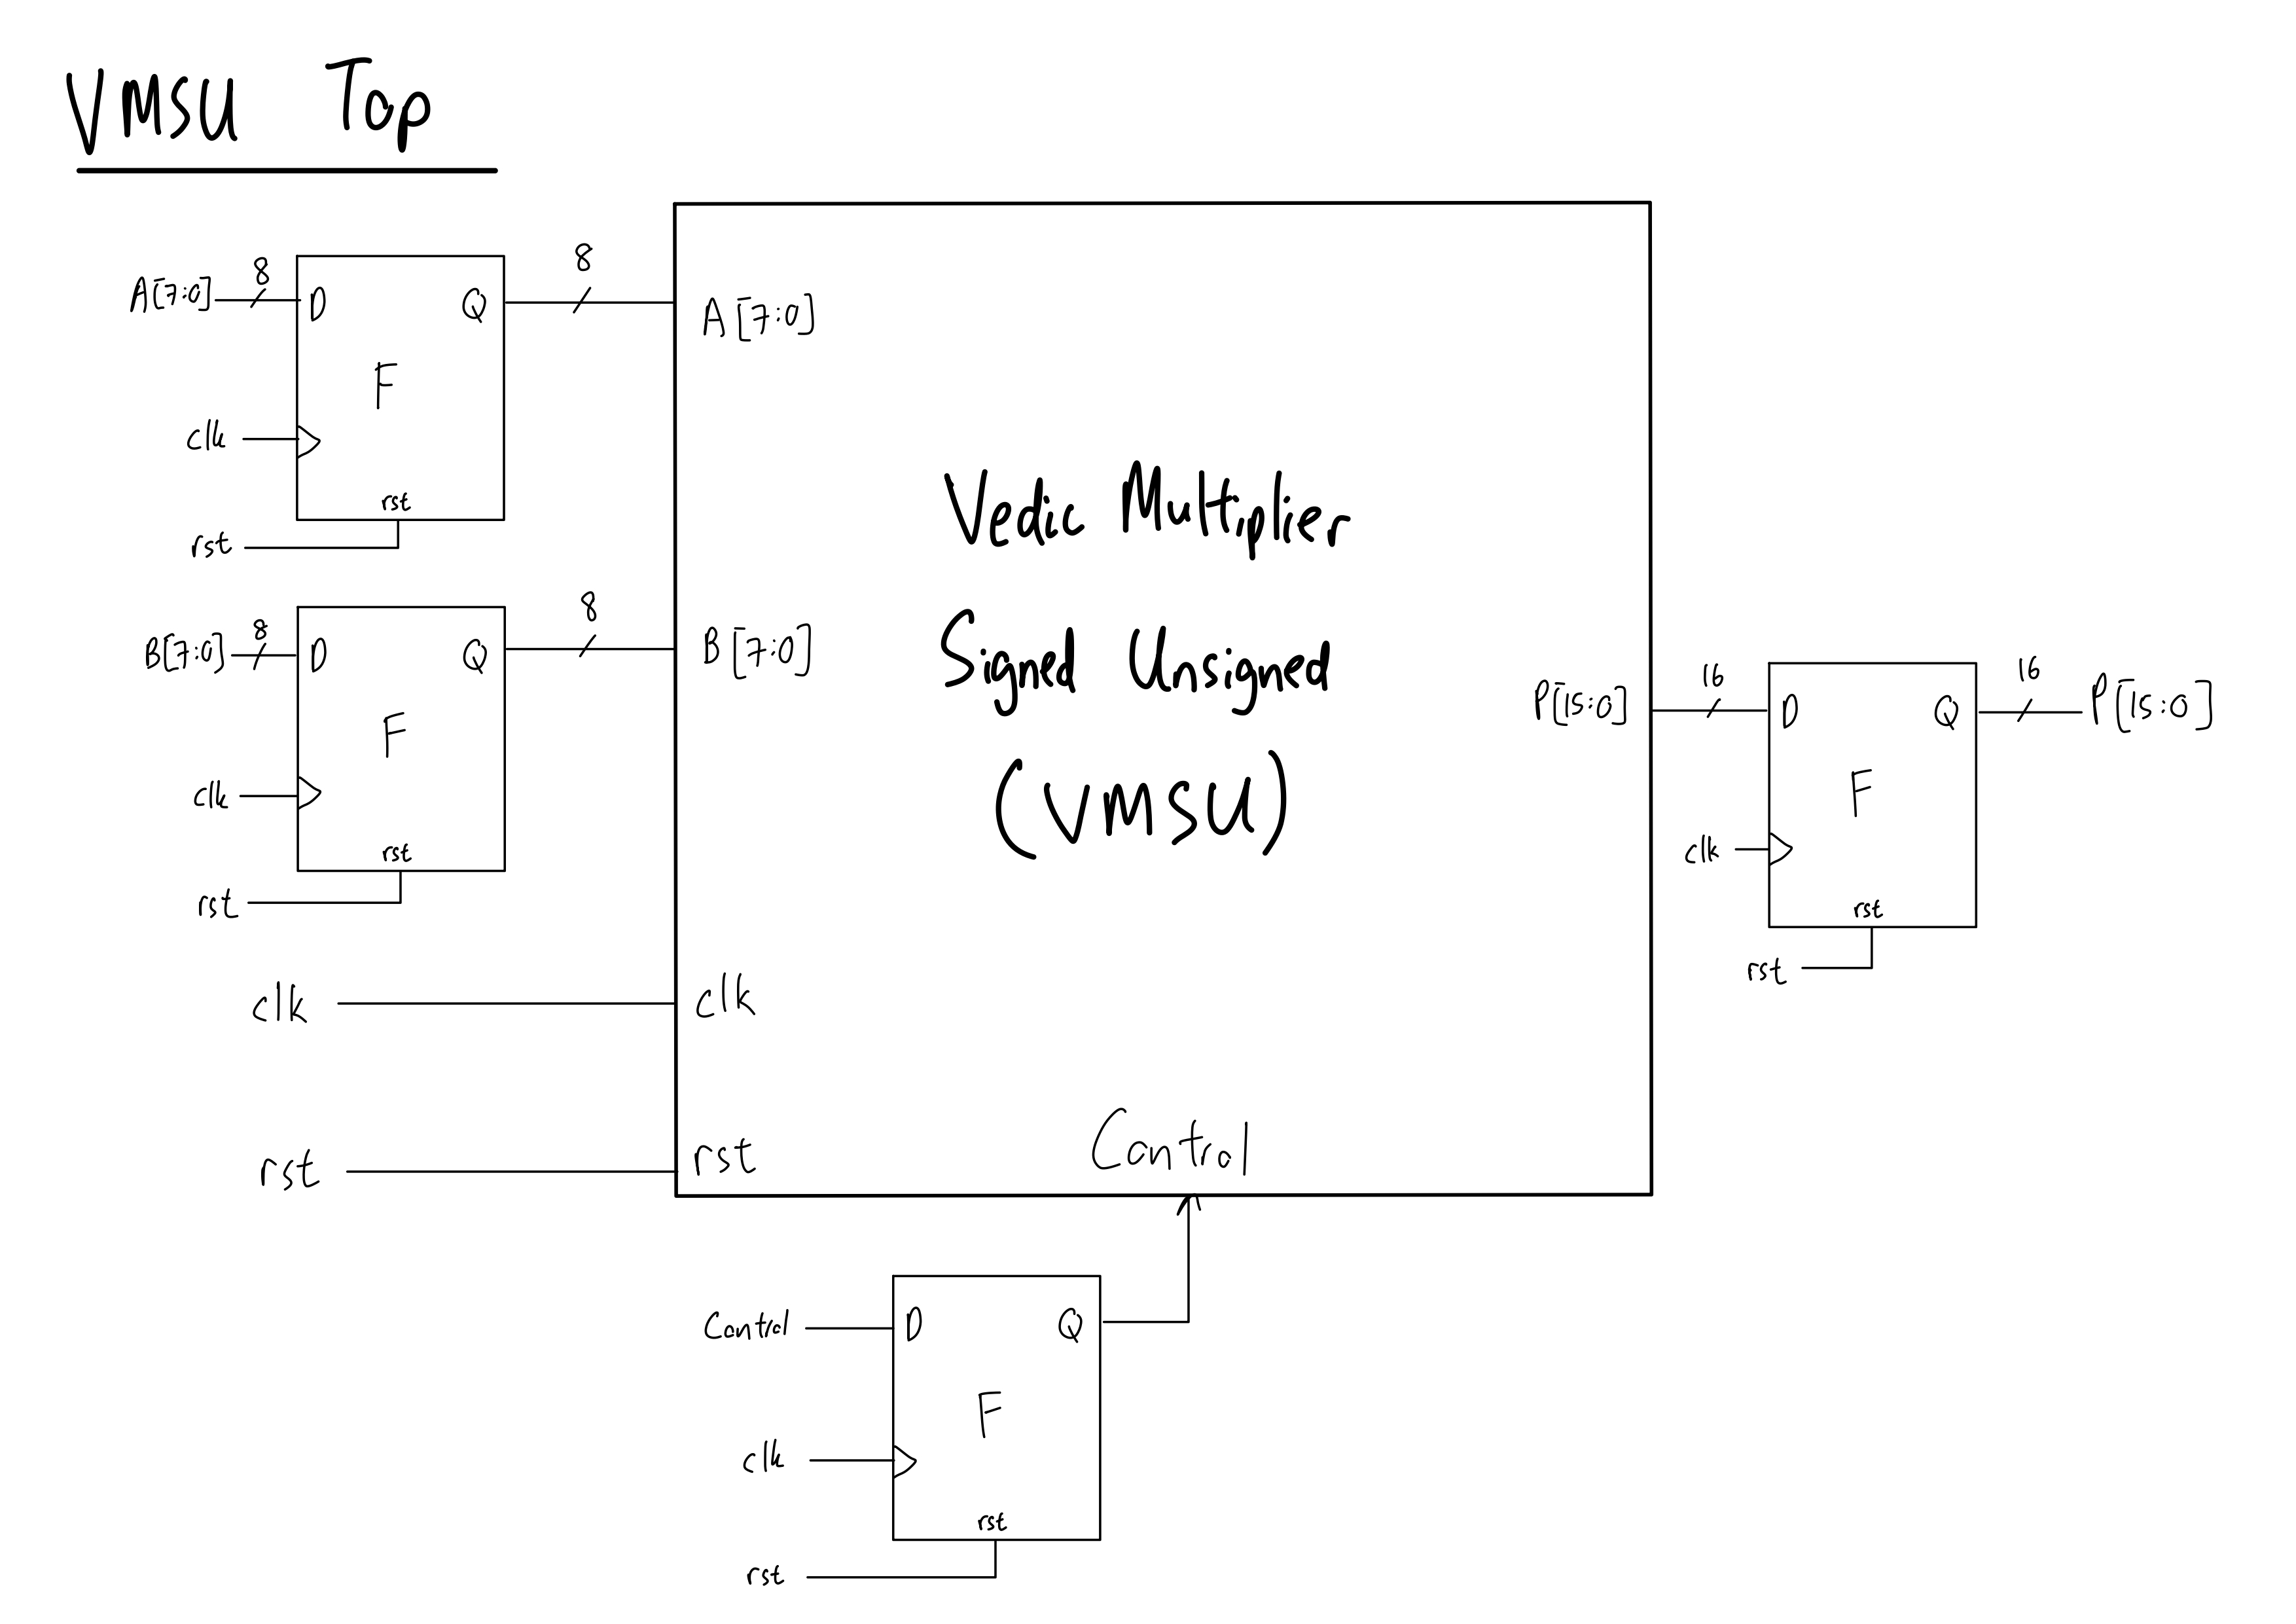 VMSU Top
A[7:0]
8
D
Q
F
clk
rst
rst
8
A[7:0]
B[7:0]
8
D
Q
F
clk
rst
rst
8
B[7:0]
clk
clk
rst
rst
Vedic Multiplier
Signed Unsigned
(VMSU)
Control
P[15:0]
16
D
Q
F
clk
rst
rst
16
P[15:0]
Control
D
Q
F
clk
rst
rst